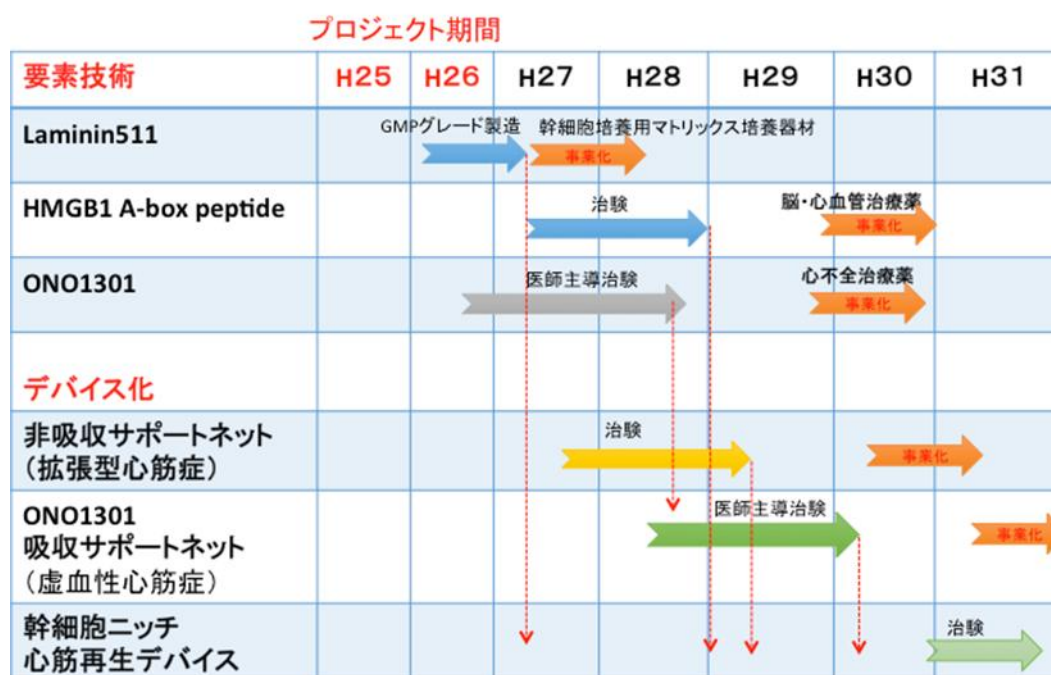 プロジェクト期間
要素技術 H25 H26 H27 H28 H29 H30 H31
Laminin511 GMPグレード製造 幹細胞培養用マトリックス培養器材
事業化
HMGB1 A-box peptide 治験 脳・心血管治療薬
事業化
ONO1301 医師主導治験 心不全治療薬
事業化
デバイス化
非吸収サポートネット 治験
(拡張型心筋症) 事業化
ONO1301 医師主導治験
吸収サポートネット 事業化
(虚血性心筋症)
幹細胞ニッチ 治験
心筋再生デバイス